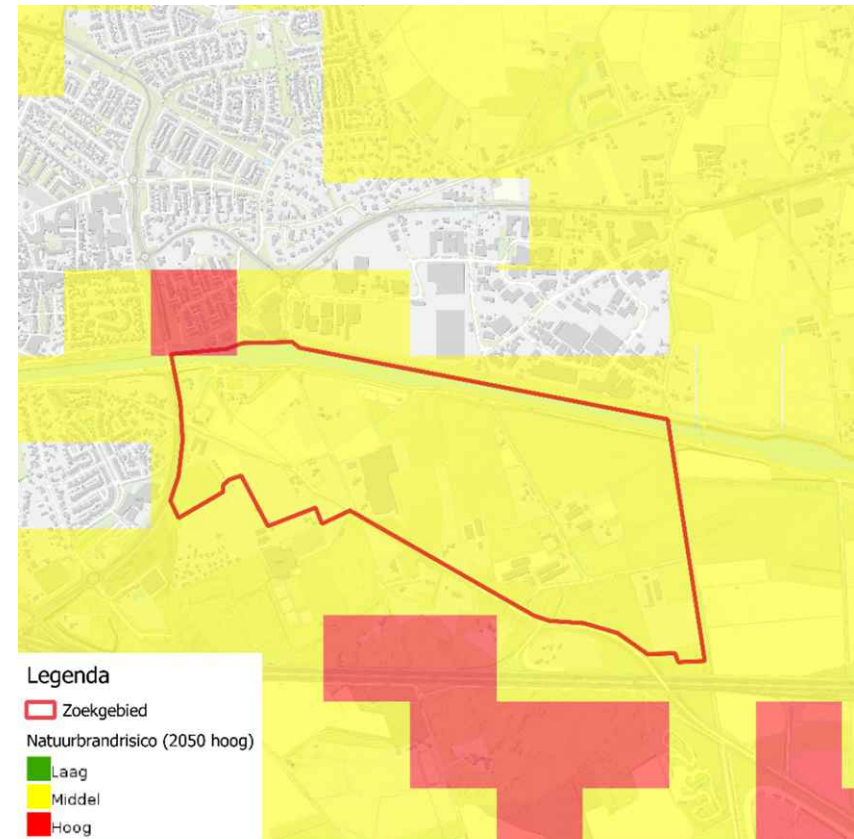 Legenda
Zoekgebied
Natuurbrandrisico (2050 hoog)
Laag
Middel
Hoog